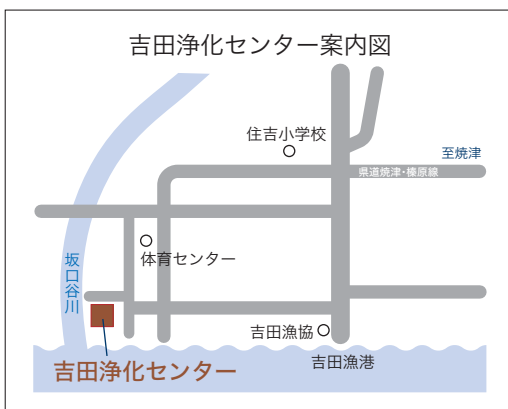 吉田浄化センター案内図
住吉小学校
至焼津
県道焼津・榛原線
坂口谷川
体育センター
吉田漁協
吉田漁港
吉田浄化センター